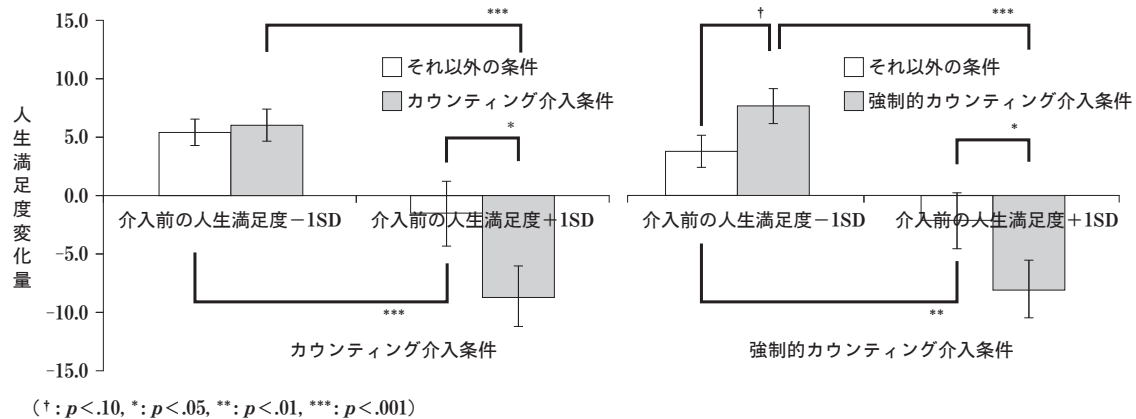 人生満足度変化量
15.0
10.0
5.0
0.0
-5.0
-10.0
-15.0
***
それ以外の条件
カウンティング介入条件
*
介入前の人生満足度−1SD
介入前の人生満足度+1SD
***
カウンティング介入条件
†
***
それ以外の条件
強制的カウンティング介入条件
*
介入前の人生満足度−1SD
介入前の人生満足度+1SD
**
強制的カウンティング介入条件
(†: p<.10, *: p<.05, **: p<.01, ***: p<.001)